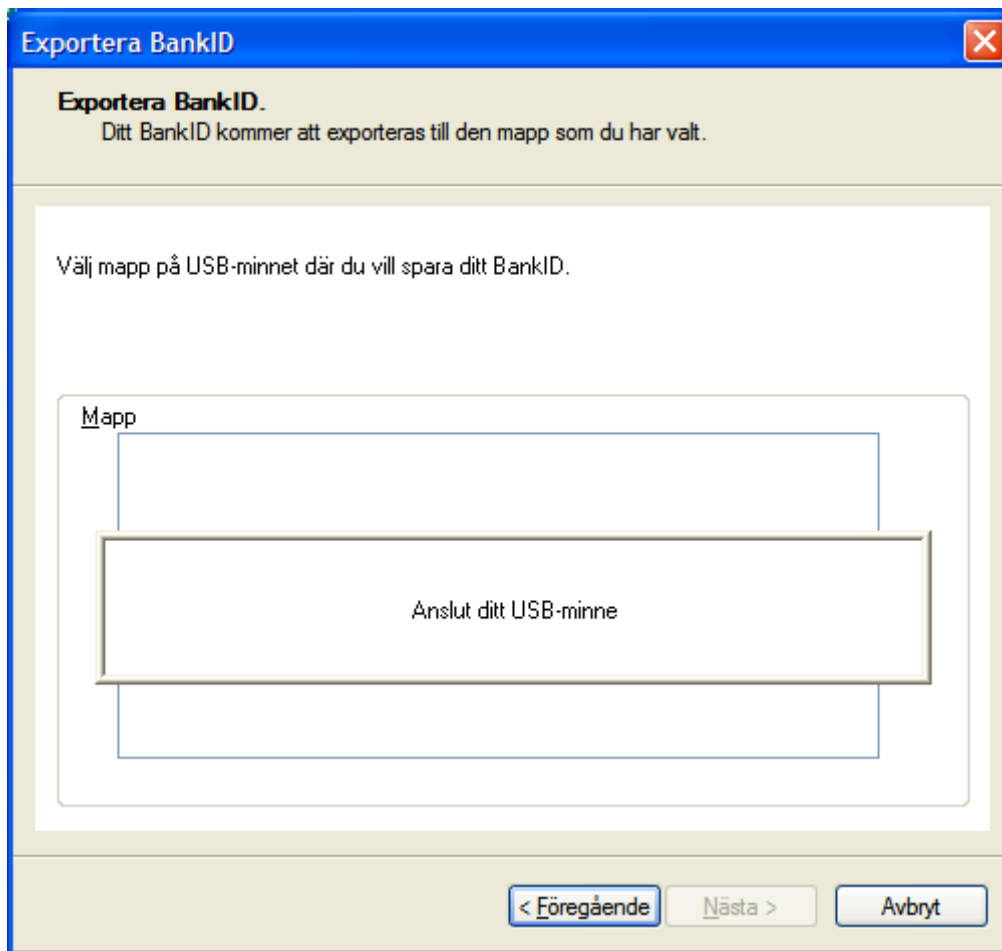 Exportera BankID
Exportera BankID.
Ditt BankID kommer att exporteras till den mapp som du har valt.
Välj mapp på USB-minnet där du vill spara ditt BankID.
Mapp
Anslut ditt USB-minne
< Föregående Nästa > Avbryt